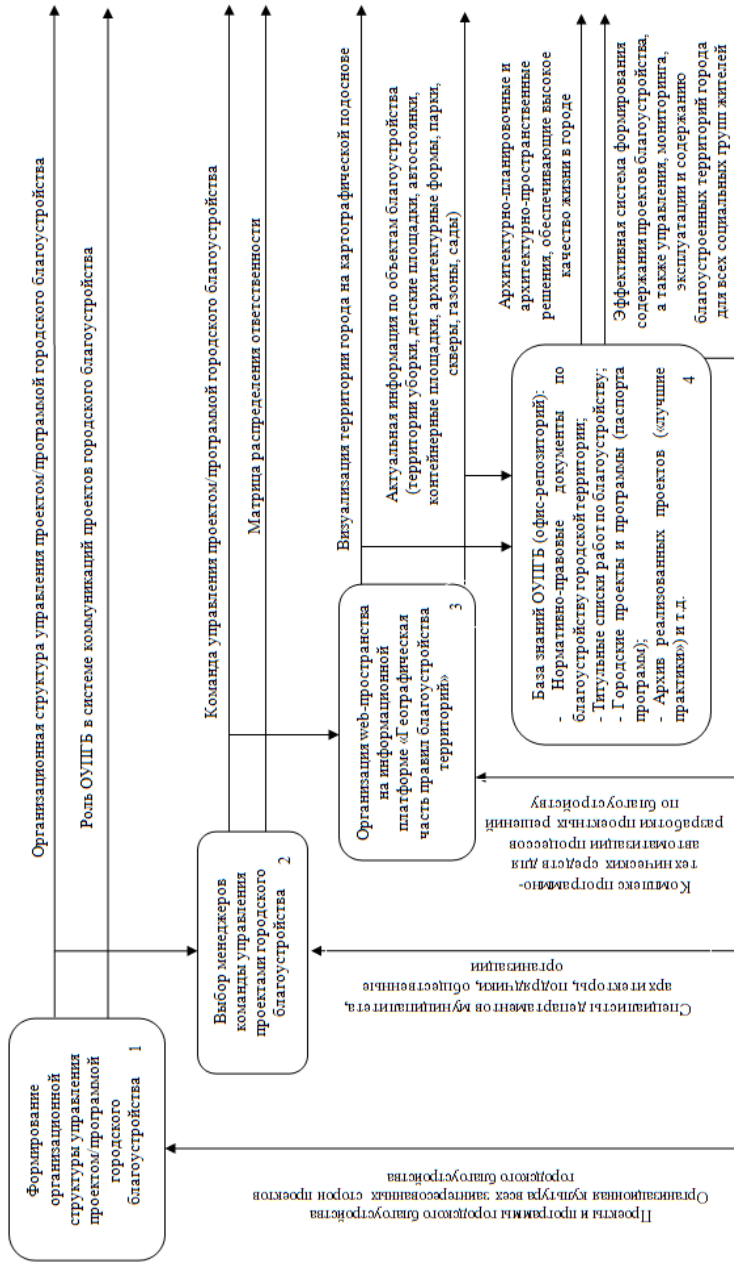 Формирование
организационной
структуры управления
проектом/программой
городского
благоустройства 1
Организационная структура управления проектом/программой городского благоустройства
Роль ОУППГБ в системе коммуникаций проектов городского благоустройства
Выбор менеджеров
команды управления
проектами городского
благоустройства 2
Команда управления проектом/программой городского благоустройства
Матрица распределения ответственности
Организация web-пространства
на информационной
платформе «Географическая
часть правил благоустройства
территорий»
3
Визуализация территории города на картографической подоснове
Актуальная информация по объектам благоустройства
(территории уборки, детские площадки, автостоянки,
контейнерные площадки, архитектурные формы, парки,
скверы, газоны, сады)
База знаний ОУППГБ (офис-репозиторий):
- Нормативно-правовые документы по
благоустройству городской территории;
- Титульные списки работ по благоустройству;
- Городские проекты и программы (паспорта
программ);
- Архив реализованных проектов («лучшие
практики») и т.д.
4
Архитектурно-планировочные и
архитектурно-пространственные
решения, обеспечивающие высокое
качество жизни в городе
Эффективная система формирования
содержания проектов благоустройства,
а также управления, мониторинга,
эксплуатации и содержанию
благоустроенных территорий города
для всех социальных групп жителей
Проекты и программы городского благоустройства
Организационная культура всех заинтересованных сторон проектов
городского благоустройства
Специалисты департаментов муниципалитета,
архитекторы, подрядчики, общественные
организации
Комплекс программно-
технических средств для
автоматизации процессов
разработки проектных решений
по благоустройству